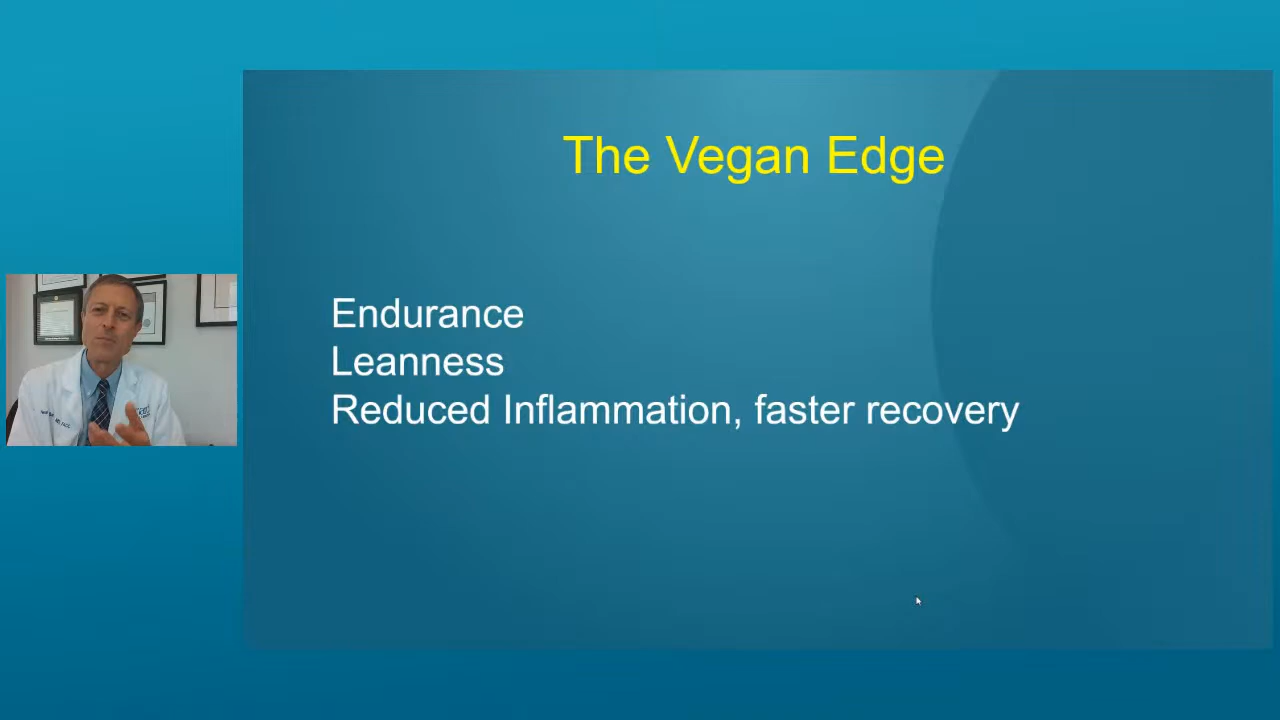 The Vegan Edge
Endurance
Leanness
Reduced Inflammation, faster recovery